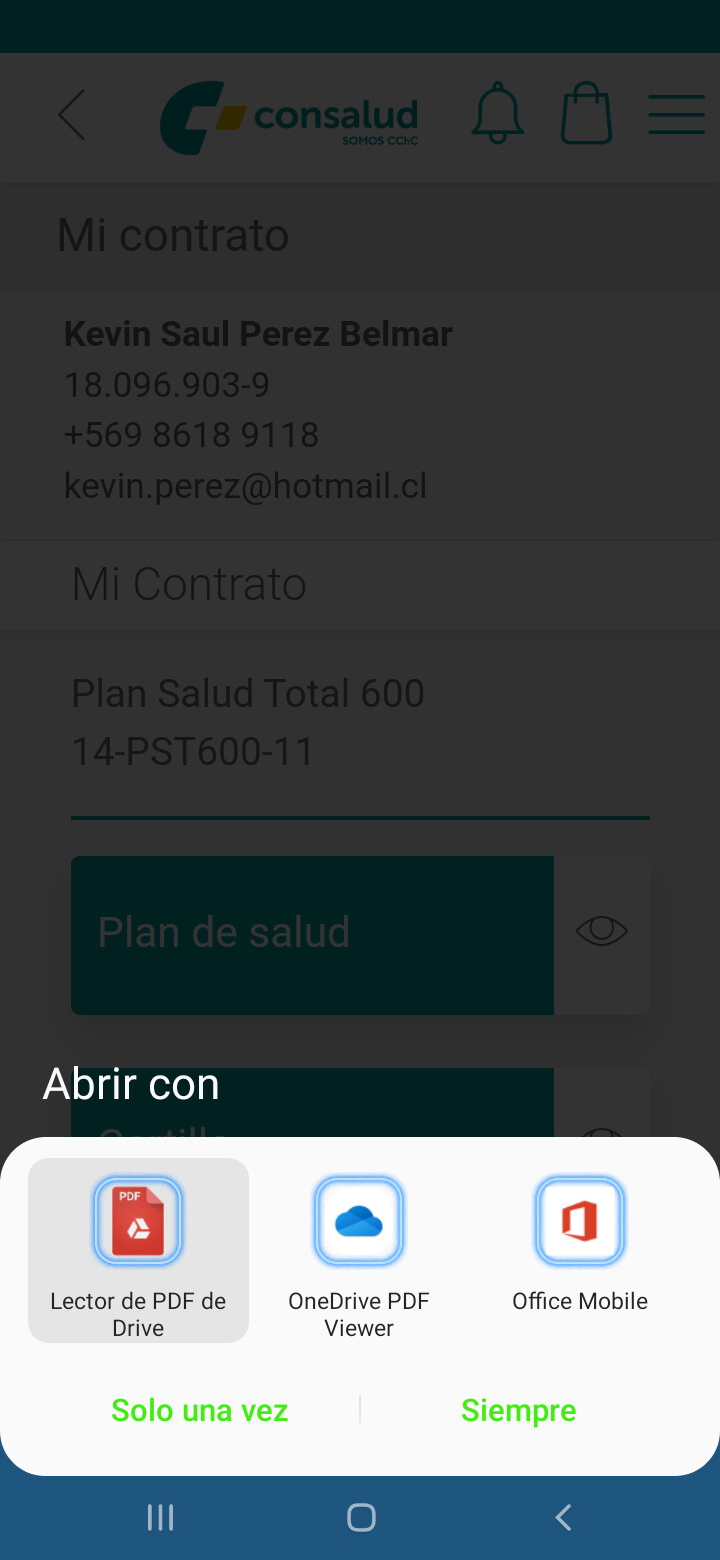 consalud
SOMOS CChC
Mi contrato
Kevin Saul Perez Belmar
18.096.903-9
+569 8618 9118
kevin.perez@hotmail.cl
Mi Contrato
Plan Salud Total 600
14-PST600-11
Plan de salud
Abrir con
PDF
Lector de PDF de
Drive
OneDrive PDF
Viewer
Office Mobile
Solo una vez
Siempre